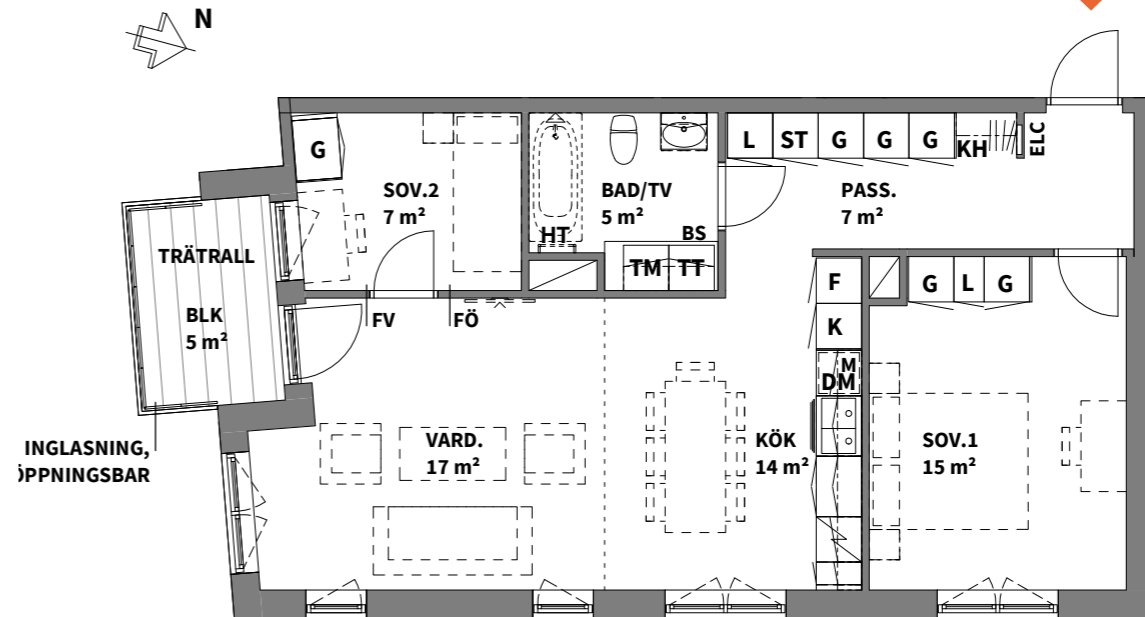 N
G
SOV.2
7 m²
HT
BAD/TV
5 m²
BS
TM TT
L ST G G G KH
ELC
PASS.
7 m²
TRÄTRALL
BLK
5 m²
FV
FÖ
F
K
M
DM
G L G
INGLASNING,
ÖPPNINGSBAR
VARD.
17 m²
KÖK
14 m²
SOV.1
15 m²